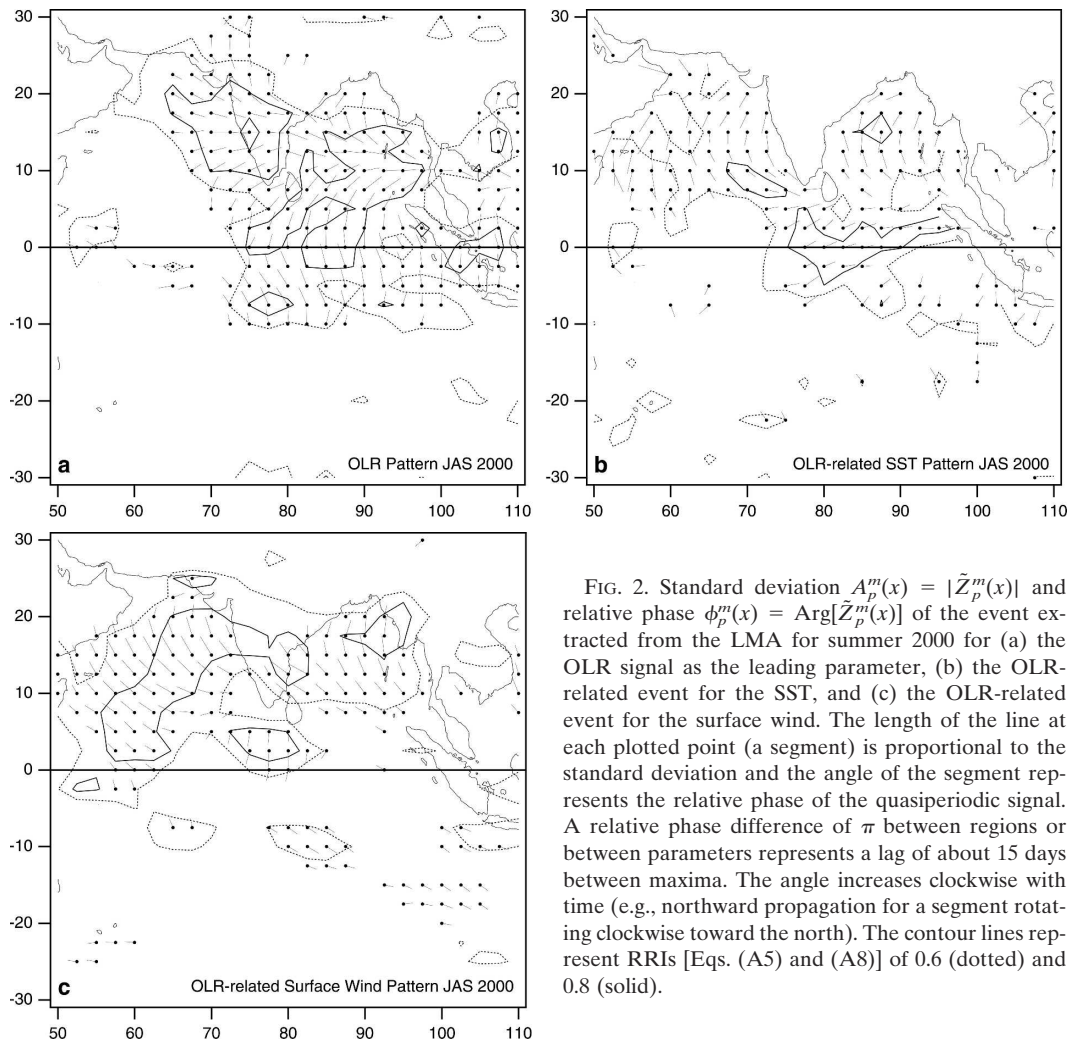 30
20
10
0
-10
-20
-30
a
OLR Pattern JAS 2000
50 60 70 80 90 100 110
30
20
10
0
-10
-20
-30
b
OLR-related SST Pattern JAS 2000
50 60 70 80 90 100 110
30
20
10
0
-10
-20
-30
c
OLR-related Surface Wind Pattern JAS 2000
50 60 70 80 90 100 110
FIG. 2. Standard deviation $A_p^m(x) = |\tilde{Z}_p^m(x)|$ and
relative phase $\phi_p^m(x) = \mathrm{Arg}[\tilde{Z}_p^m(x)]$ of the event ex-
tracted from the LMA for summer 2000 for (a) the
OLR signal as the leading parameter, (b) the OLR-
related event for the SST, and (c) the OLR-related
event for the surface wind. The length of the line at
each plotted point (a segment) is proportional to the
standard deviation and the angle of the segment rep-
resents the relative phase of the quasiperiodic signal.
A relative phase difference of π between regions or
between parameters represents a lag of about 15 days
between maxima. The angle increases clockwise with
time (e.g., northward propagation for a segment rotat-
ing clockwise toward the north). The contour lines rep-
resent RRIs [Eqs. (A5) and (A8)] of 0.6 (dotted) and
0.8 (solid).